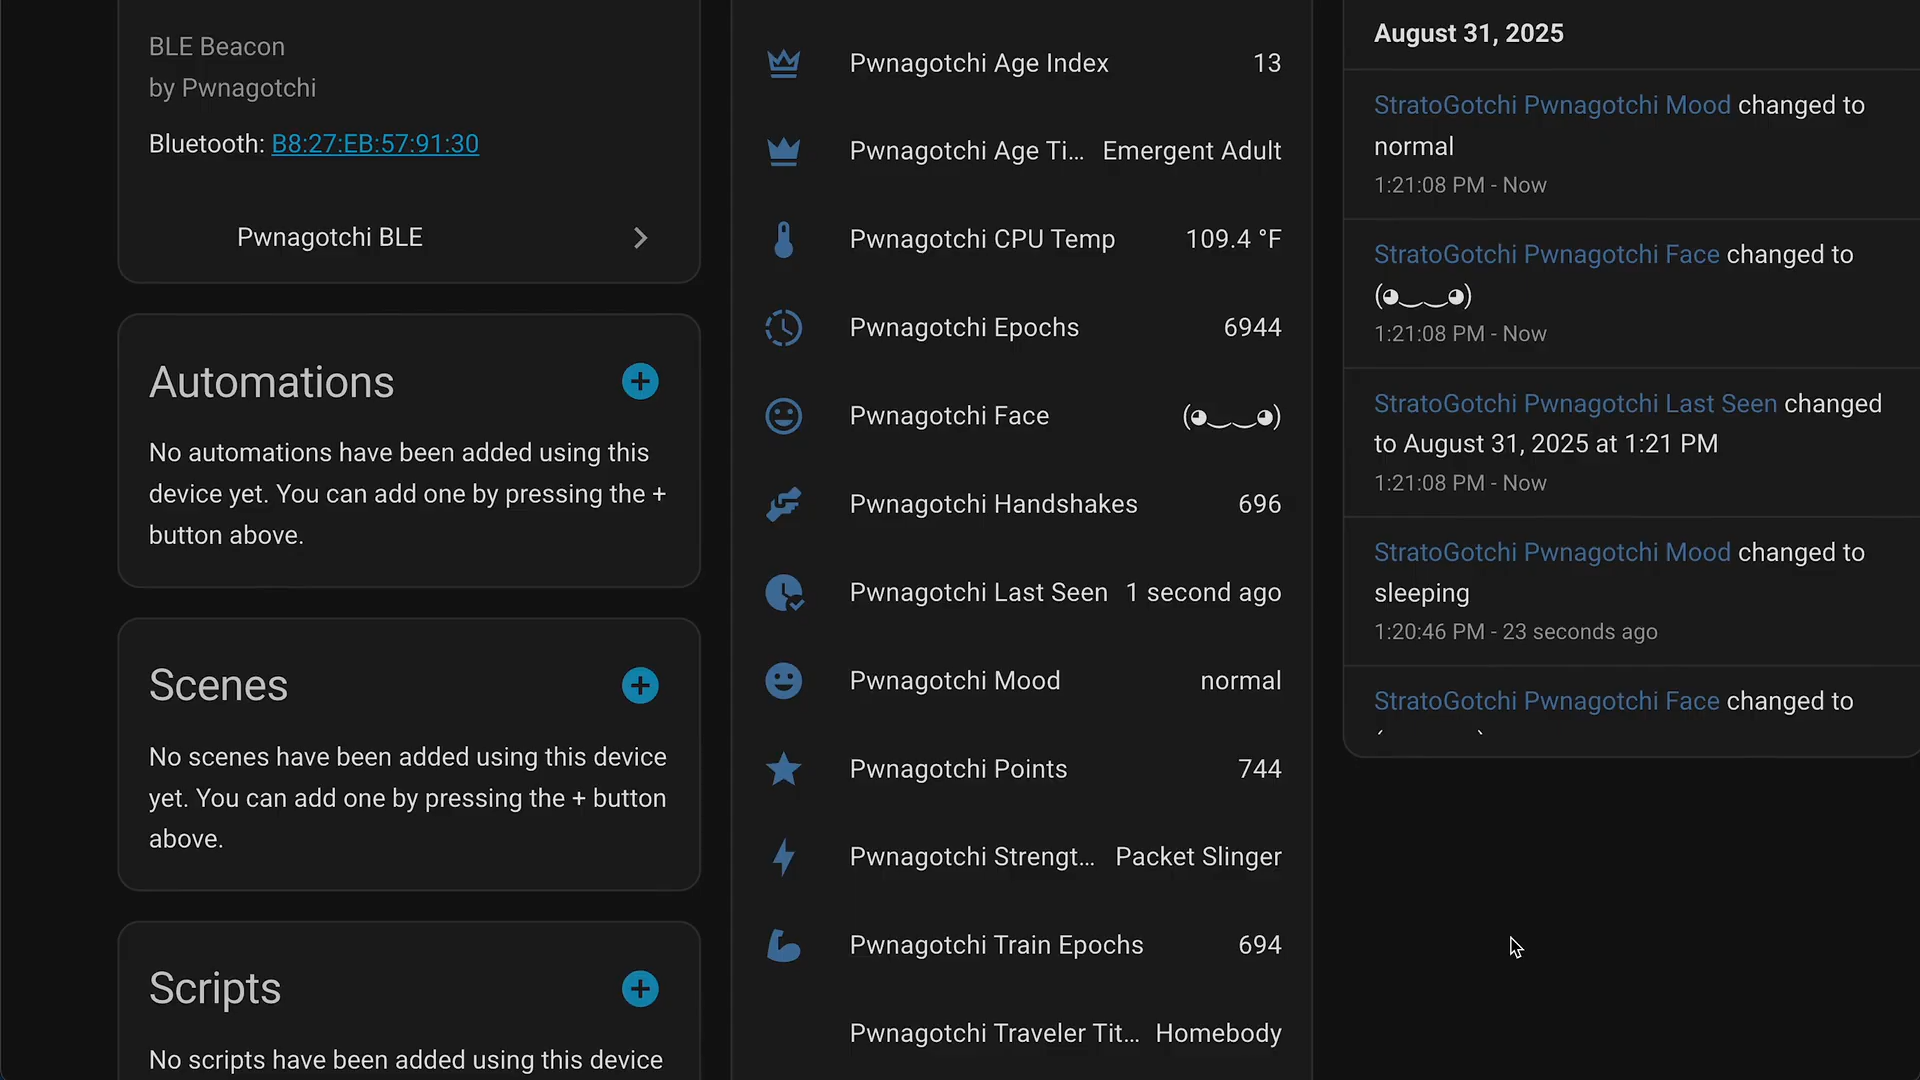 BLE Beacon
by Pwnagotchi
Bluetooth: B8:27:EB:57:91:30
Pwnagotchi BLE
Automations
No automations have been added using this
device yet. You can add one by pressing the +
button above.
Scenes
No scenes have been added using this device
yet. You can add one by pressing the + button
above.
Scripts
No scripts have been added using this device
Pwnagotchi Age Index 13
Pwnagotchi Age Ti... Emergent Adult
Pwnagotchi CPU Temp 109.4 °F
Pwnagotchi Epochs 6944
Pwnagotchi Face (◕‿‿◕)
Pwnagotchi Handshakes 696
Pwnagotchi Last Seen 1 second ago
Pwnagotchi Mood normal
Pwnagotchi Points 744
Pwnagotchi Strengt... Packet Slinger
Pwnagotchi Train Epochs 694
Pwnagotchi Traveler Tit... Homebody
August 31, 2025
StratoGotchi Pwnagotchi Mood changed to
normal
1:21:08 PM - Now
StratoGotchi Pwnagotchi Face changed to
(◕‿‿◕)
1:21:08 PM - Now
StratoGotchi Pwnagotchi Last Seen changed
to August 31, 2025 at 1:21 PM
1:21:08 PM - Now
StratoGotchi Pwnagotchi Mood changed to
sleeping
1:20:46 PM - 23 seconds ago
StratoGotchi Pwnagotchi Face changed to